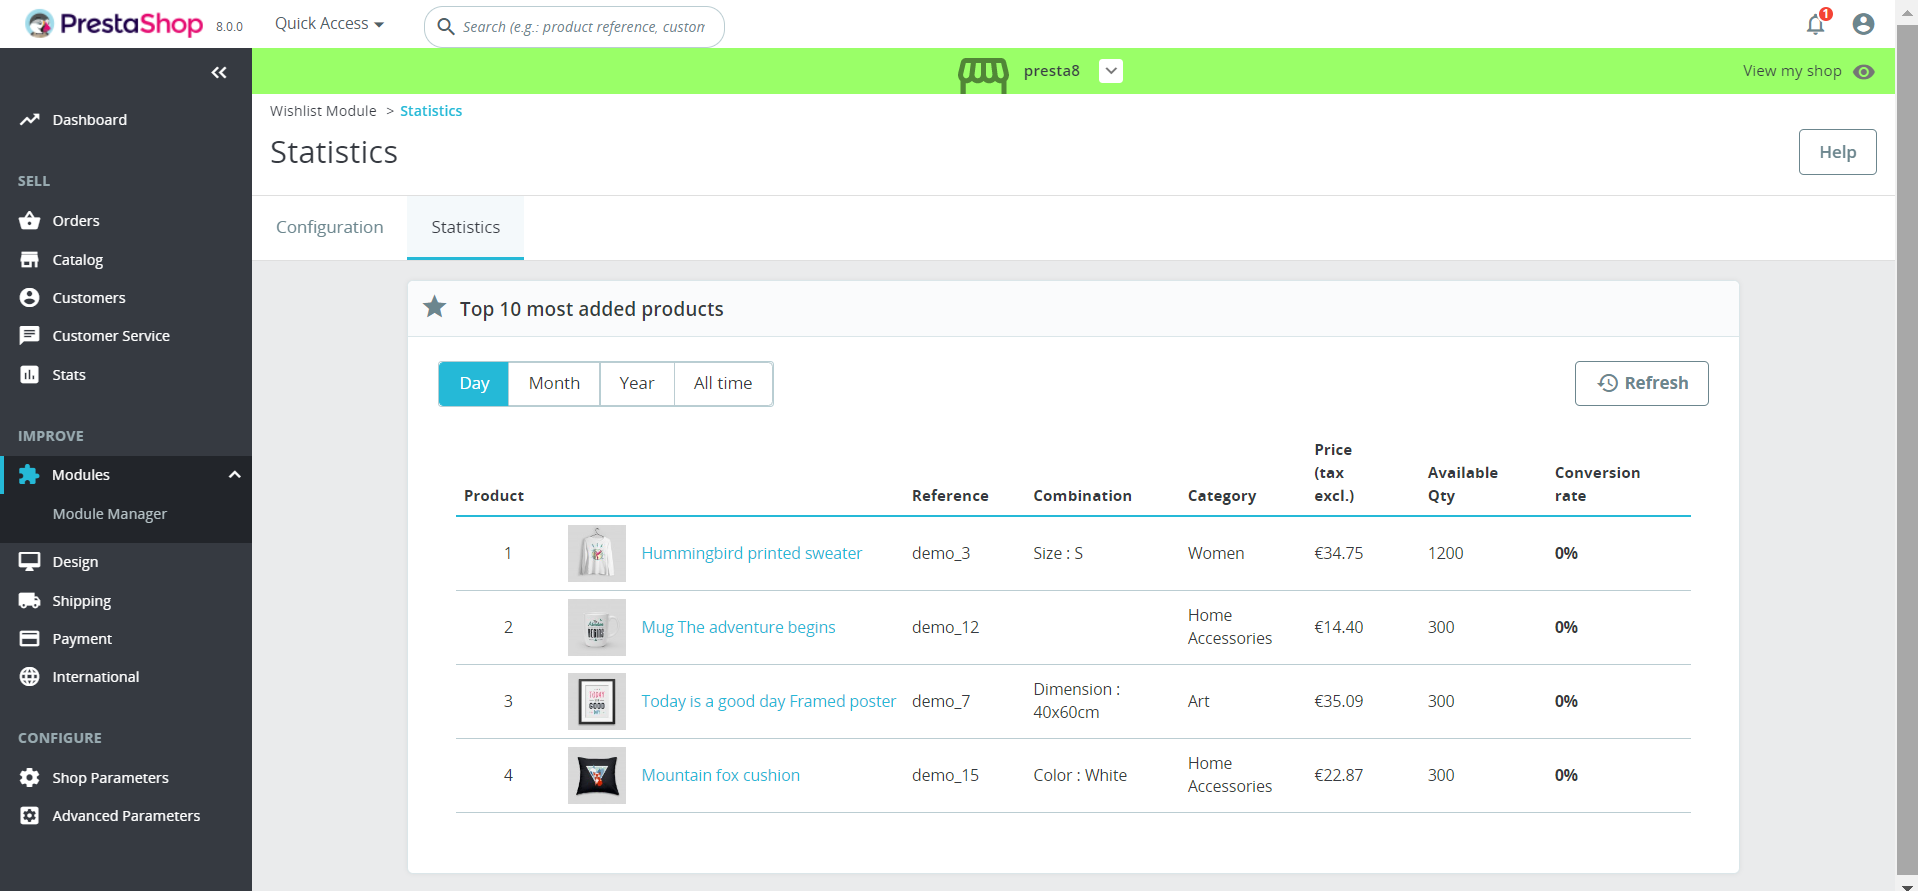 PrestaShop 8.0.0 Quick Access Search (e.g.: product reference, custom 1
presta8 View my shop
Wishlist Module > Statistics
Statistics
Help
Configuration Statistics
Dashboard
SELL
Orders
Catalog
Customers
Customer Service
Stats
IMPROVE
Modules
Module Manager
Design
Shipping
Payment
International
CONFIGURE
Shop Parameters
Advanced Parameters
Top 10 most added products
Day Month Year All time Refresh
Price
(tax Available Conversion
Product Reference Combination Category excl.) Qty rate
1 Hummingbird printed sweater demo_3 Size : S Women €34.75 1200 0%
Home
2 Mug The adventure begins demo_12 €14.40 300 0%
Accessories
Dimension :
3 Today is a good day Framed poster demo_7 Art €35.09 300 0%
40x60cm
Home
4 Mountain fox cushion demo_15 Color : White €22.87 300 0%
Accessories